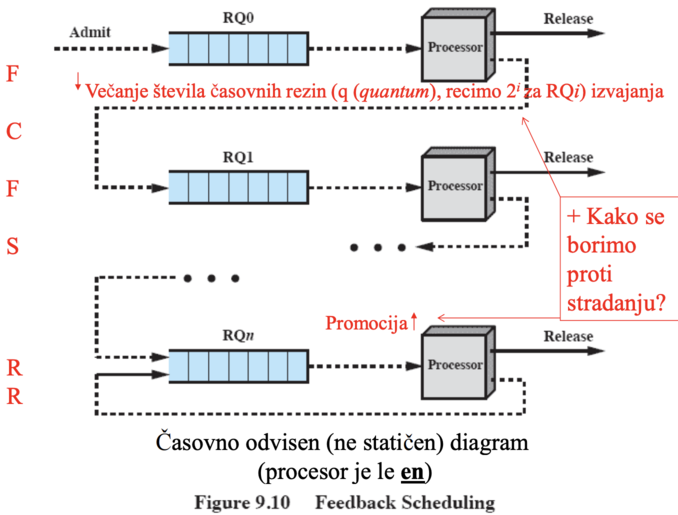 RQ0
Admit
Processor
Release
F
↓ Večanje števila časovnih rezin (q (quantum), recimo 2^i za RQi) izvajanja
C
RQ1
Release
F
Processor
+ Kako se
borimo
proti
stradanju?
S
• • •
• • •
Promocija ↑
RQn
Release
R
Processor
R
Časovno odvisen (ne statičen) diagram
(procesor je le en)
Figure 9.10 Feedback Scheduling